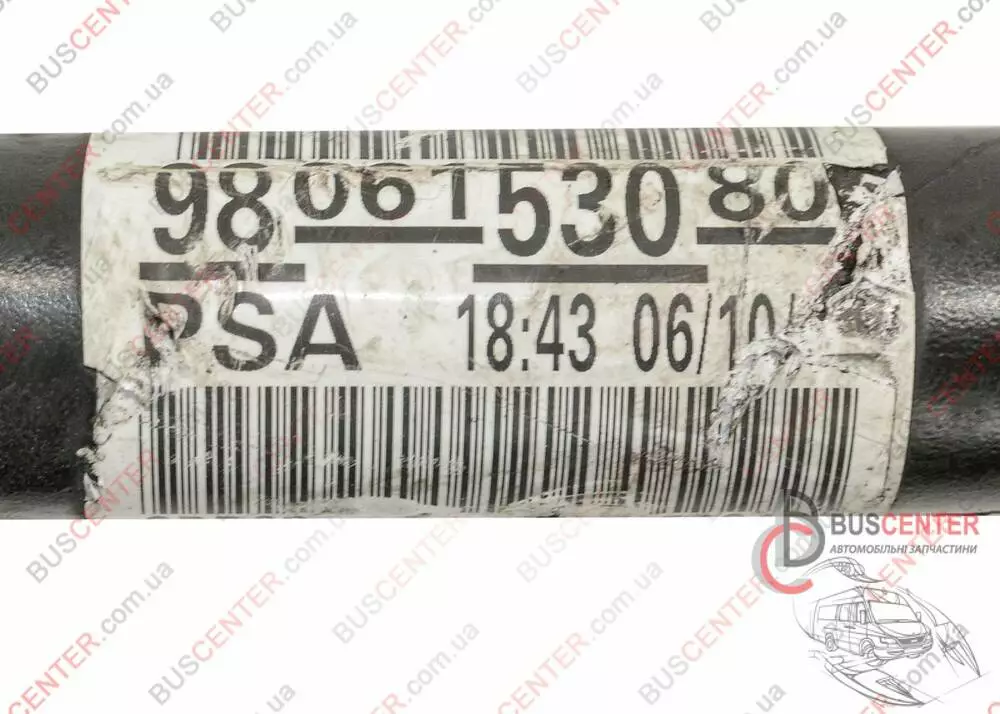 98 061 530 80
PSA 18:43 06/10/
BUSCENTER
АВТОМОБІЛЬНІ ЗАПЧАСТИНИ
BUSCENTER.com.ua